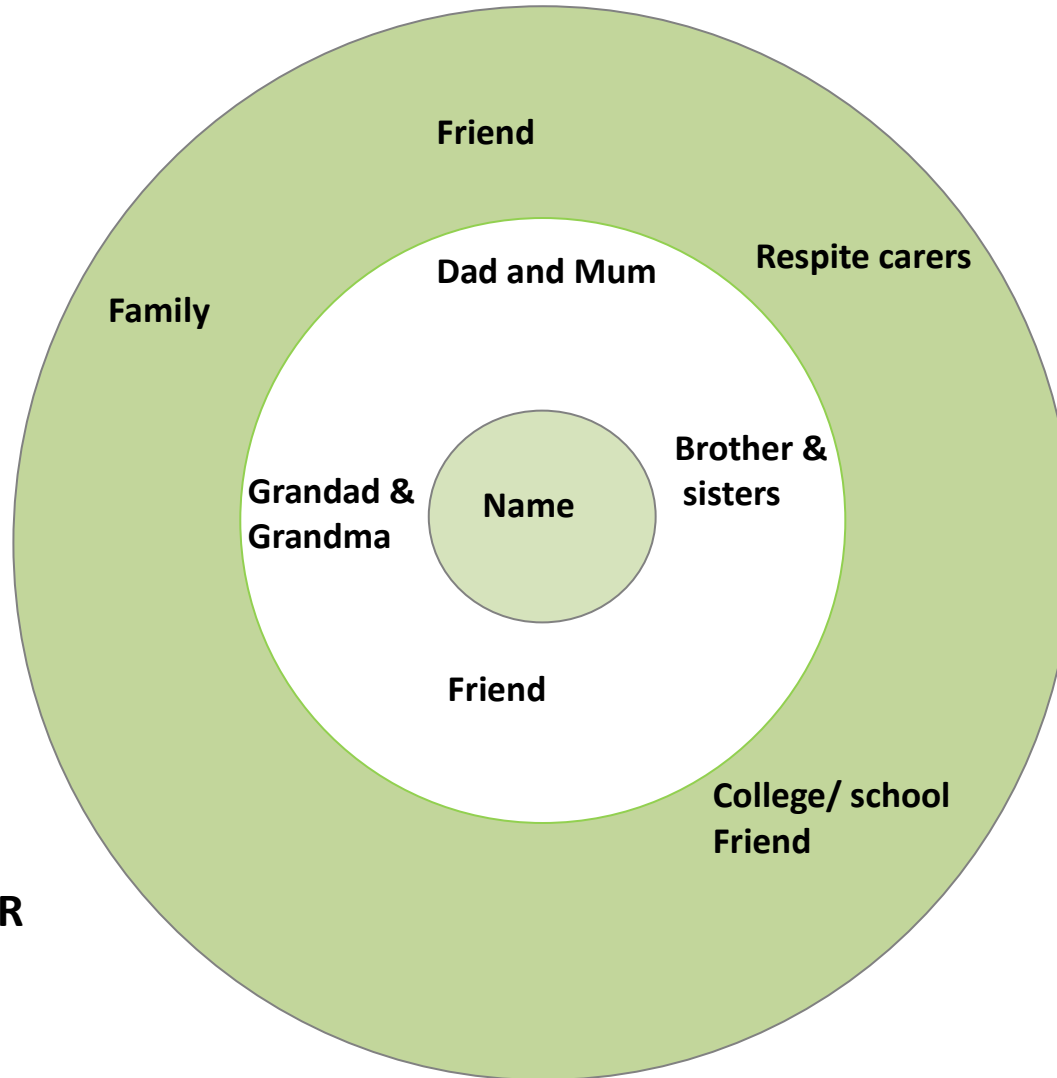 Friend
Respite carers
Dad and Mum
Family
Brother &
sisters
Grandad &
Grandma
Name
Friend
College/ school
Friend
R